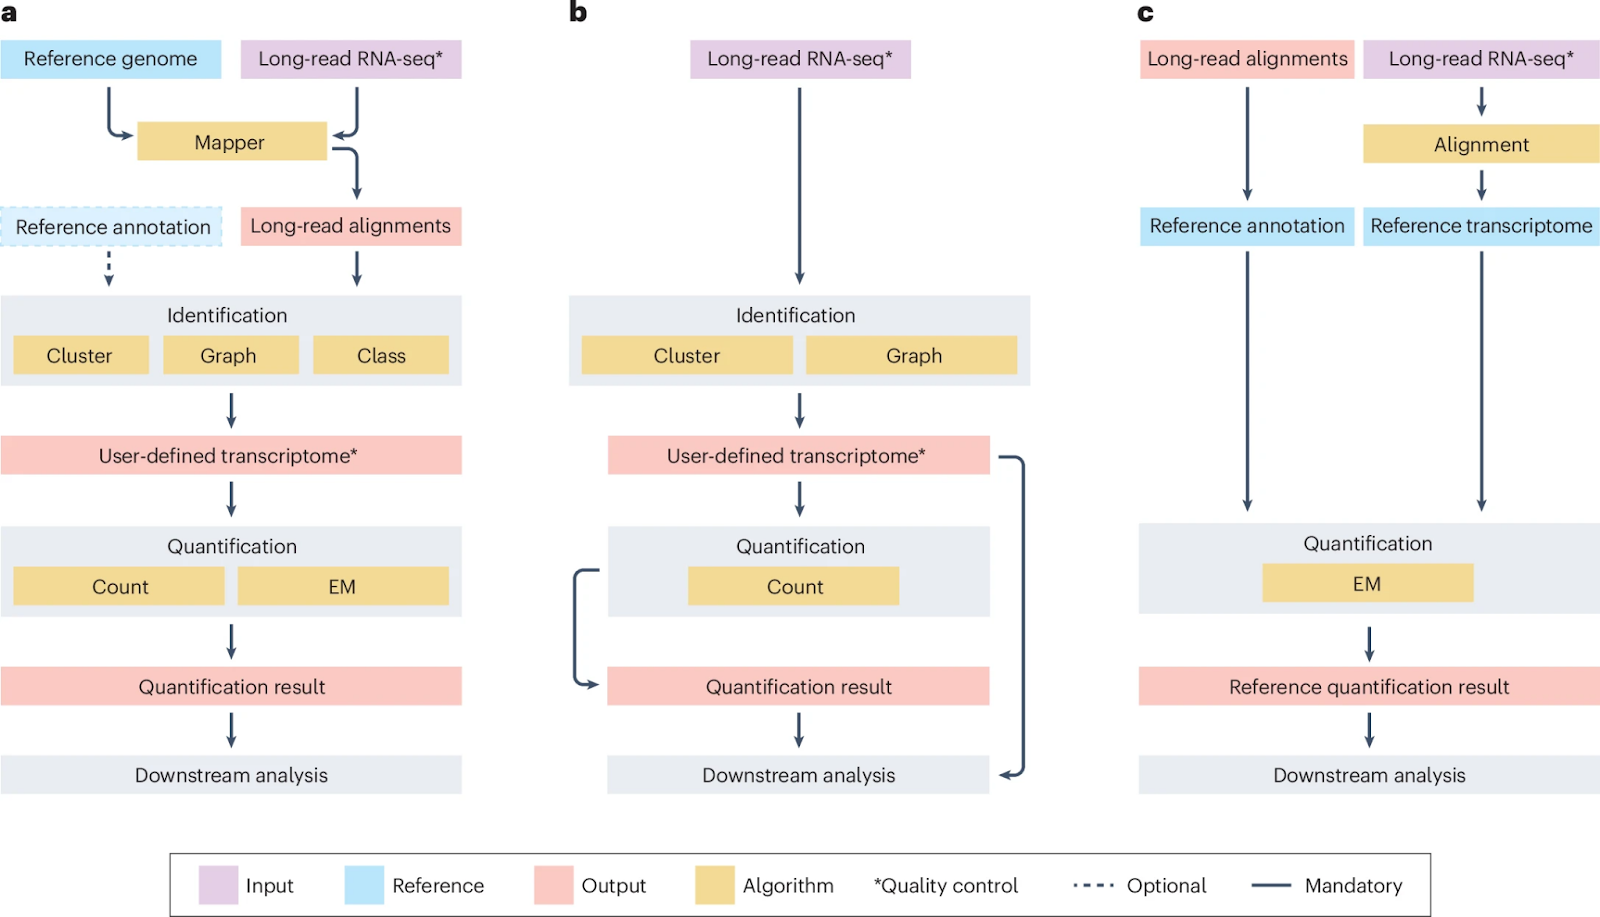 a
Reference genome
Long-read RNA-seq*
Mapper
Reference annotation
Long-read alignments
Identification
Cluster
Graph
Class
User-defined transcriptome*
Quantification
Count
EM
Quantification result
Downstream analysis
b
Long-read RNA-seq*
Identification
Cluster
Graph
User-defined transcriptome*
Quantification
Count
Quantification result
Downstream analysis
c
Long-read alignments
Long-read RNA-seq*
Alignment
Reference annotation
Reference transcriptome
Quantification
EM
Reference quantification result
Downstream analysis
Input
Reference
Output
Algorithm
*Quality control
Optional
Mandatory